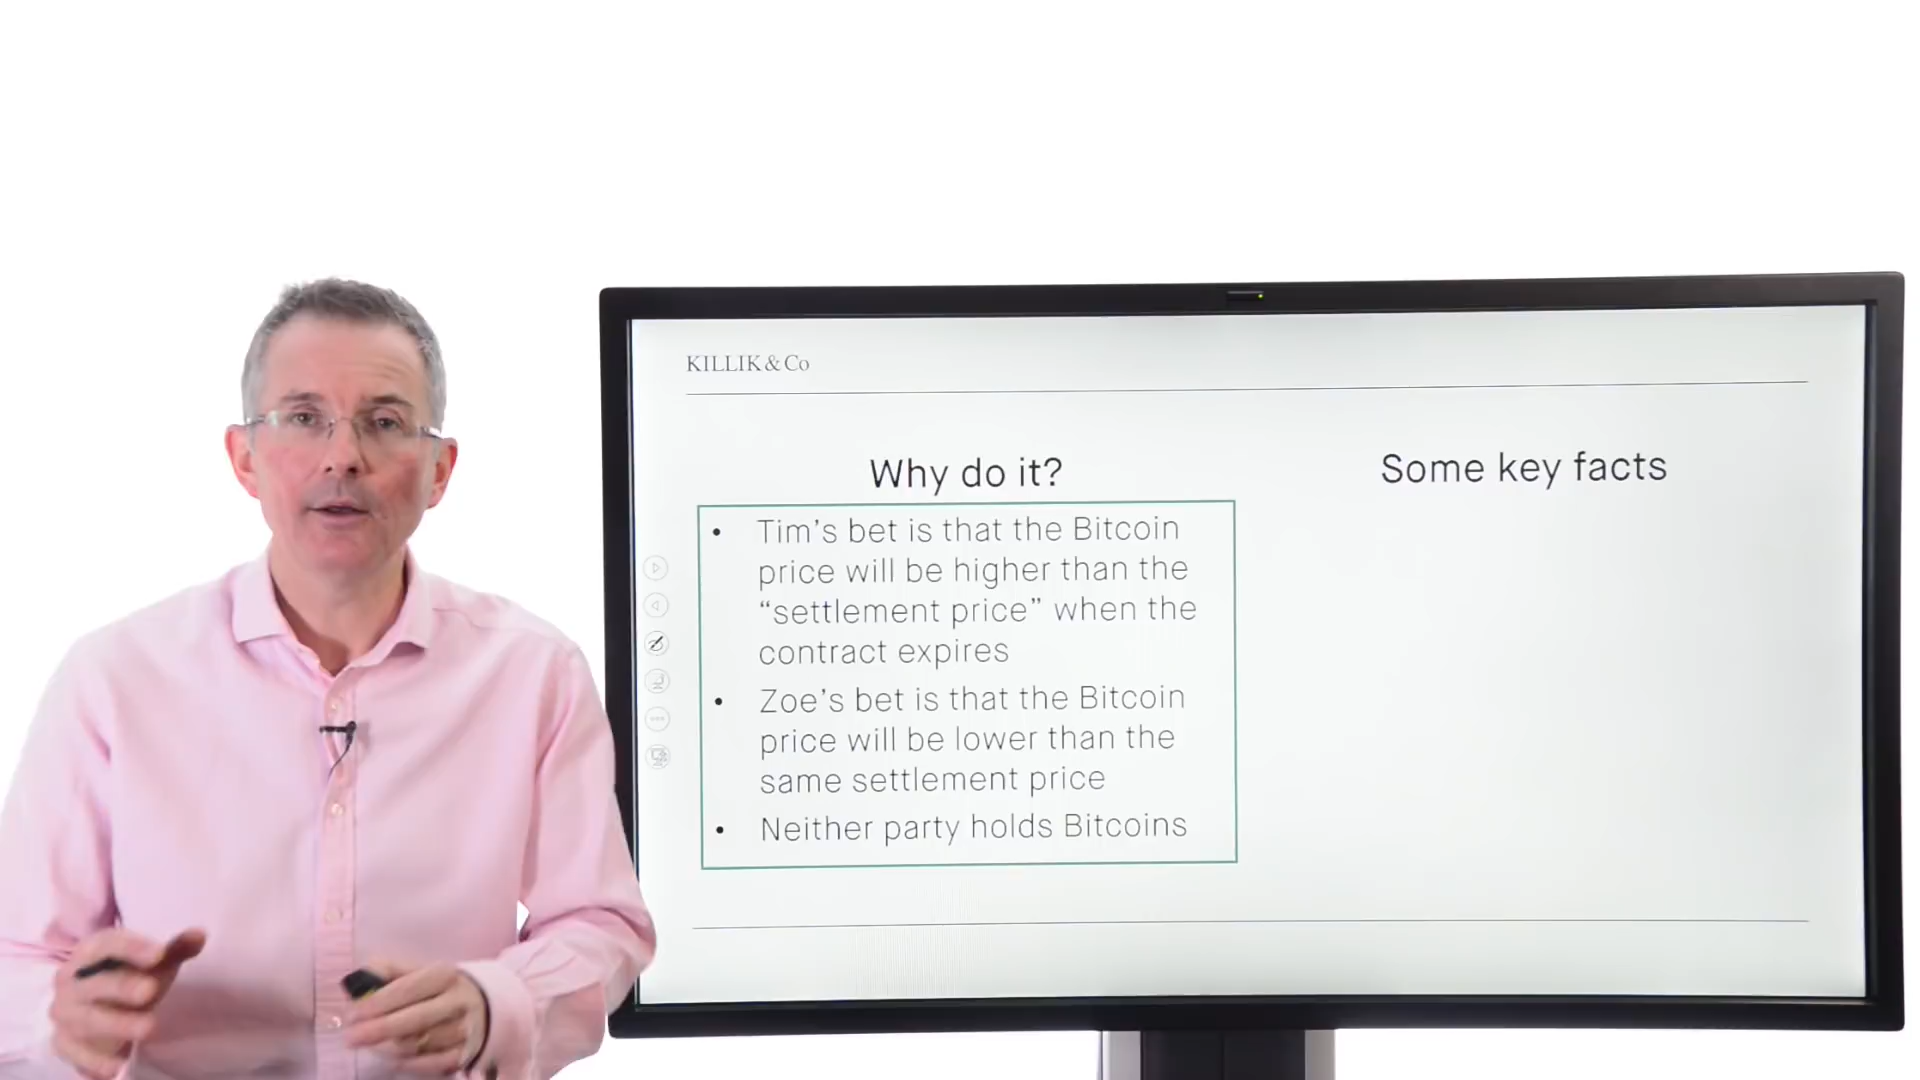 KILLIK & Co
Why do it?
Some key facts
• Tim's bet is that the Bitcoin
price will be higher than the
“settlement price” when the
contract expires
• Zoe's bet is that the Bitcoin
price will be lower than the
same settlement price
• Neither party holds Bitcoins